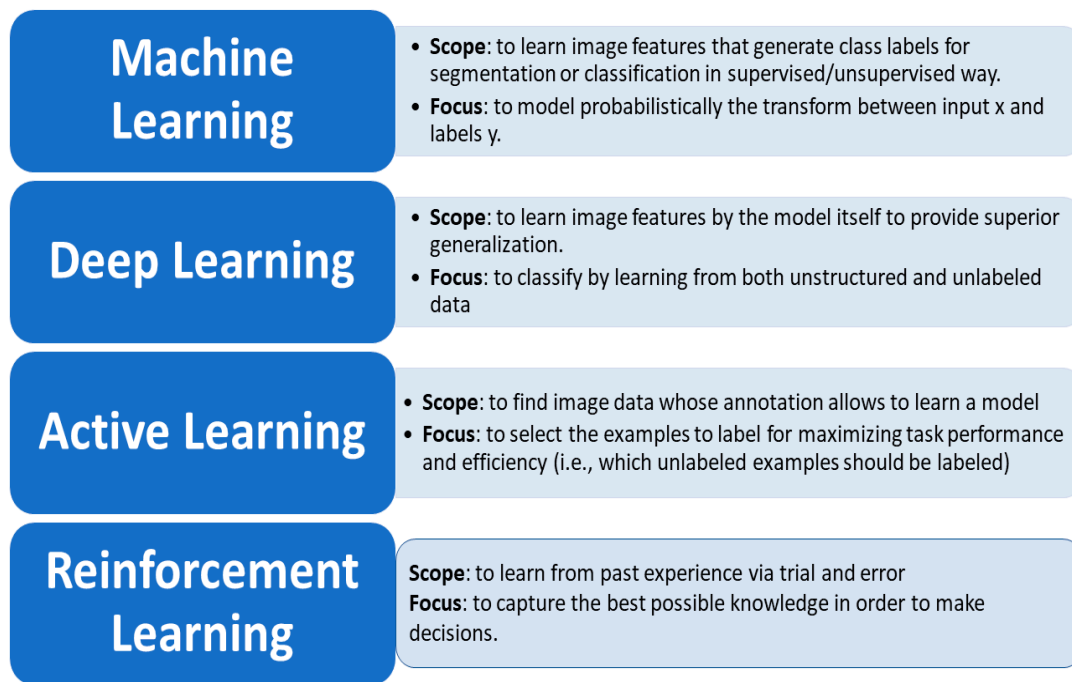 Machine
Learning
• Scope: to learn image features that generate class labels for
segmentation or classification in supervised/unsupervised way.
• Focus: to model probabilistically the transform between input x and
labels y.
Deep Learning
• Scope: to learn image features by the model itself to provide superior
generalization.
• Focus: to classify by learning from both unstructured and unlabeled
data
Active Learning
• Scope: to find image data whose annotation allows to learn a model
• Focus: to select the examples to label for maximizing task performance
and efficiency (i.e., which unlabeled examples should be labeled)
Reinforcement
Learning
Scope: to learn from past experience via trial and error
Focus: to capture the best possible knowledge in order to make
decisions.